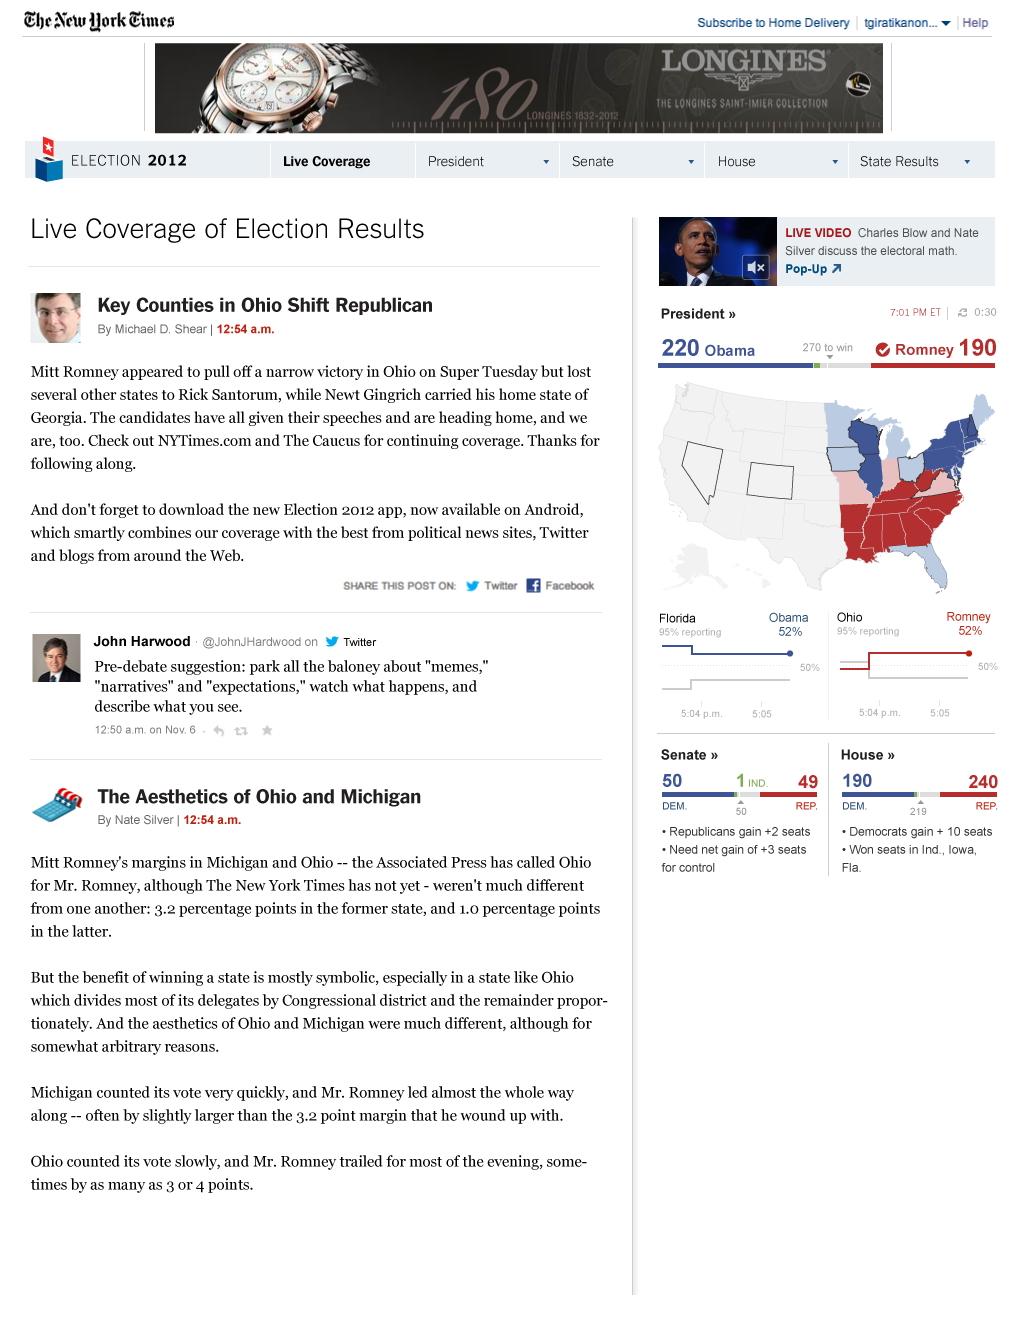 The New York Times
Subscribe to Home Delivery tgiratikanon... Help
LONGINES
180
LONGINES 1832-2012
THE LONGINES SAINT-IMIER COLLECTION
ELECTION 2012 Live Coverage President Senate House State Results
Live Coverage of Election Results
Key Counties in Ohio Shift Republican
By Michael D. Shear | 12:54 a.m.
Mitt Romney appeared to pull off a narrow victory in Ohio on Super Tuesday but lost
several other states to Rick Santorum, while Newt Gingrich carried his home state of
Georgia. The candidates have all given their speeches and are heading home, and we
are, too. Check out NYTimes.com and The Caucus for continuing coverage. Thanks for
following along.
And don't forget to download the new Election 2012 app, now available on Android,
which smartly combines our coverage with the best from political news sites, Twitter
and blogs from around the Web.
SHARE THIS POST ON: Twitter Facebook
John Harwood · @JohnJHardwood on Twitter
Pre-debate suggestion: park all the baloney about "memes,"
"narratives" and "expectations," watch what happens, and
describe what you see.
12:50 a.m. on Nov. 6 ·
The Aesthetics of Ohio and Michigan
By Nate Silver | 12:54 a.m.
Mitt Romney's margins in Michigan and Ohio -- the Associated Press has called Ohio
for Mr. Romney, although The New York Times has not yet - weren't much different
from one another: 3.2 percentage points in the former state, and 1.0 percentage points
in the latter.
But the benefit of winning a state is mostly symbolic, especially in a state like Ohio
which divides most of its delegates by Congressional district and the remainder propor-
tionately. And the aesthetics of Ohio and Michigan were much different, although for
somewhat arbitrary reasons.
Michigan counted its vote very quickly, and Mr. Romney led almost the whole way
along -- often by slightly larger than the 3.2 point margin that he wound up with.
Ohio counted its vote slowly, and Mr. Romney trailed for most of the evening, some-
times by as many as 3 or 4 points.
LIVE VIDEO Charles Blow and Nate
Silver discuss the electoral math.
Pop-Up
President » 7:01 PM ET 0:30
220 Obama 270 to win Romney 190
Florida Obama
95% reporting 52%
50%
5:04 p.m. 5:05
Ohio Romney
95% reporting 52%
50%
5:04 p.m. 5:05
Senate »
50 1 IND. 49
DEM. 50 REP.
• Republicans gain +2 seats
• Need net gain of +3 seats
for control
House »
190 240
DEM. 219 REP.
• Democrats gain + 10 seats
• Won seats in Ind., Iowa,
Fla.